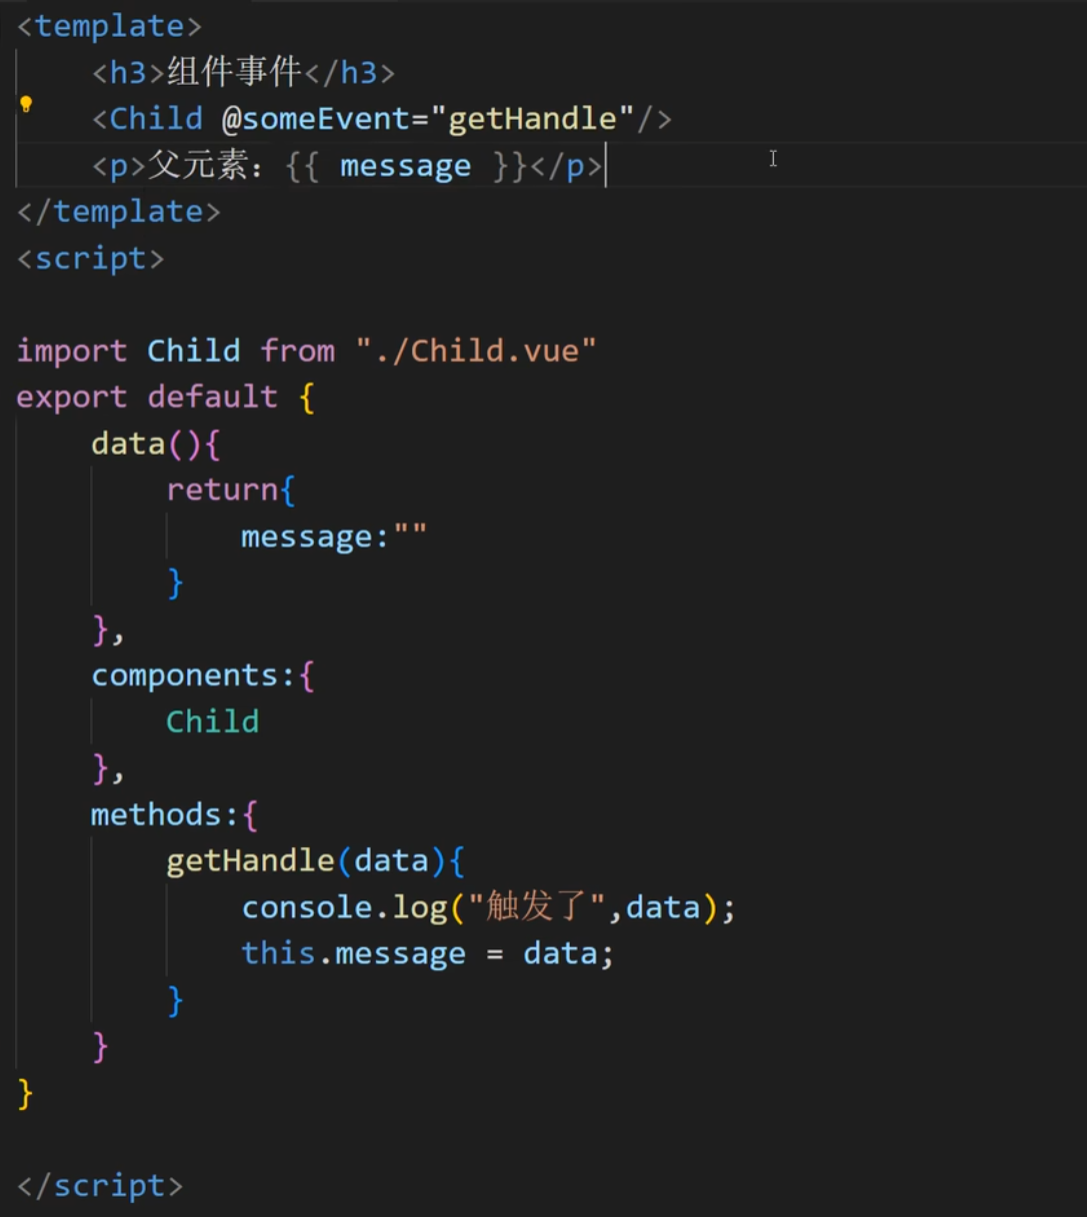 <template>
<h3>组件事件</h3>
<Child @someEvent="getHandle"/>
<p>父元素：{{ message }}</p>
</template>
<script>
import Child from "./Child.vue"
export default {
data(){
return{
message:""
}
},
components:{
Child
},
methods:{
getHandle(data){
console.log("触发了",data);
this.message = data;
}
}
}
</script>